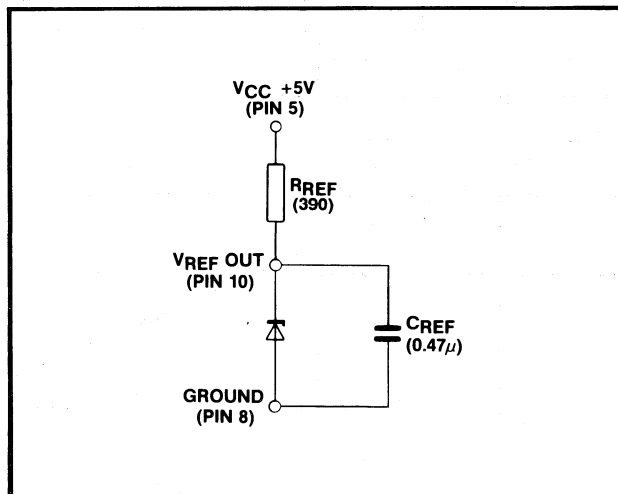 VCC +5V
(PIN 5)
RREF
(390)
VREF OUT
(PIN 10)
CREF
(0.47μ)
GROUND
(PIN 8)